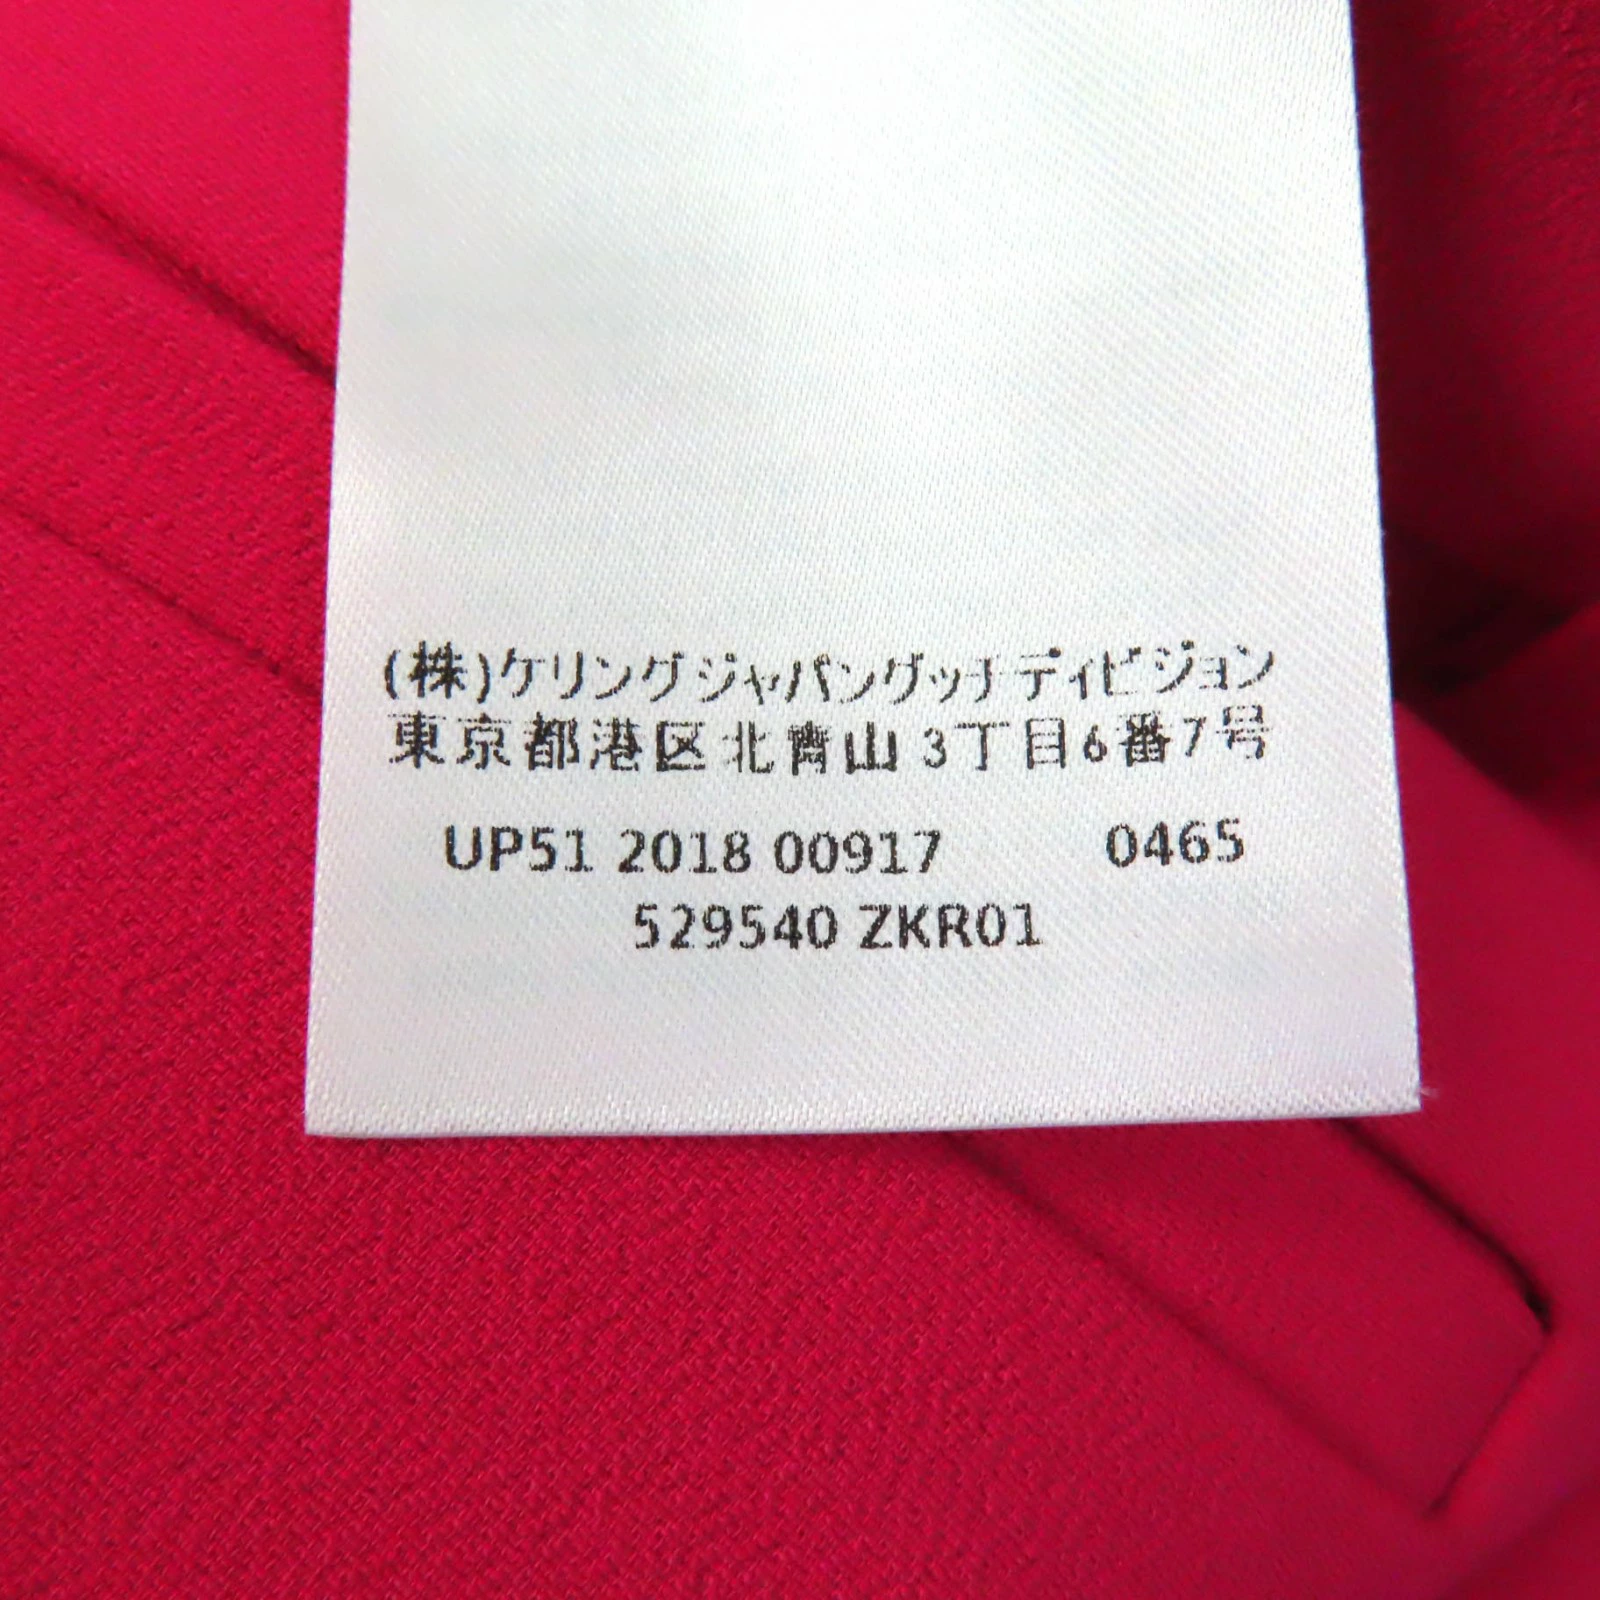 (株)ケリングジャパングッチディビジョン
東京都港区北青山3丁目6番7号
UP51 2018 00917 0465
529540 ZKR01